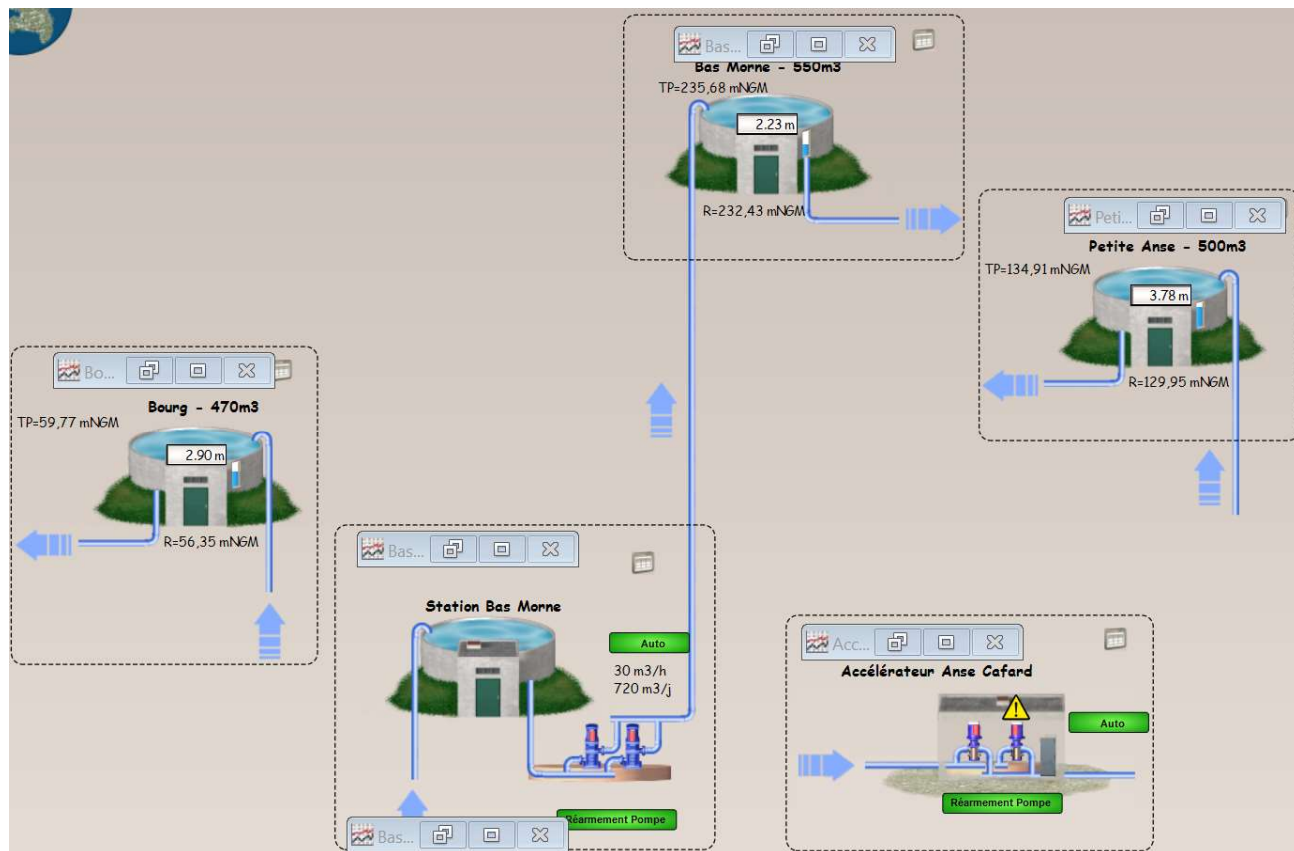 Bas...
Bas Morne - 550m3
TP=235,68 mNGM
2.23 m
R=232,43 mNGM
Peti...
Petite Anse - 500m3
TP=134,91 mNGM
3.78 m
R=129,95 mNGM
Bo...
Bourg - 470m3
TP=59,77 mNGM
2.90 m
R=56,35 mNGM
Bas...
Station Bas Morne
Auto
30 m3/h
720 m3/j
Réarmement Pompe
Bas...
Acc...
Accélérateur Anse Cafard
Auto
Réarmement Pompe